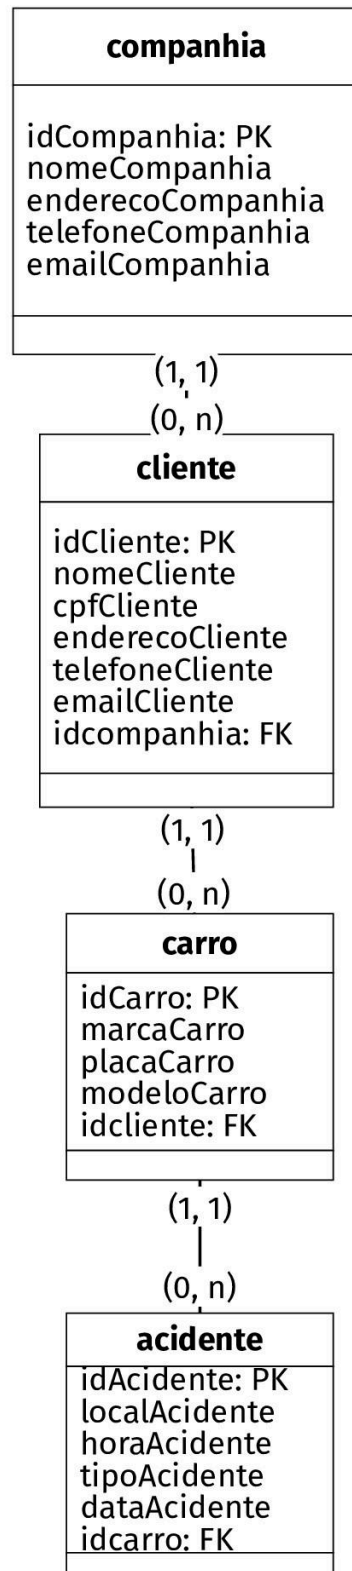 companhia
idCompanhia: PK
nomeCompanhia
enderecoCompanhia
telefoneCompanhia
emailCompanhia
(1, 1)
(0, n)
cliente
idCliente: PK
nomeCliente
cpfCliente
enderecoCliente
telefoneCliente
emailCliente
idcompanhia: FK
(1, 1)
(0, n)
carro
idCarro: PK
marcaCarro
placaCarro
modeloCarro
idcliente: FK
(1, 1)
(0, n)
acidente
idAcidente: PK
localAcidente
horaAcidente
tipoAcidente
dataAcidente
idcarro: FK